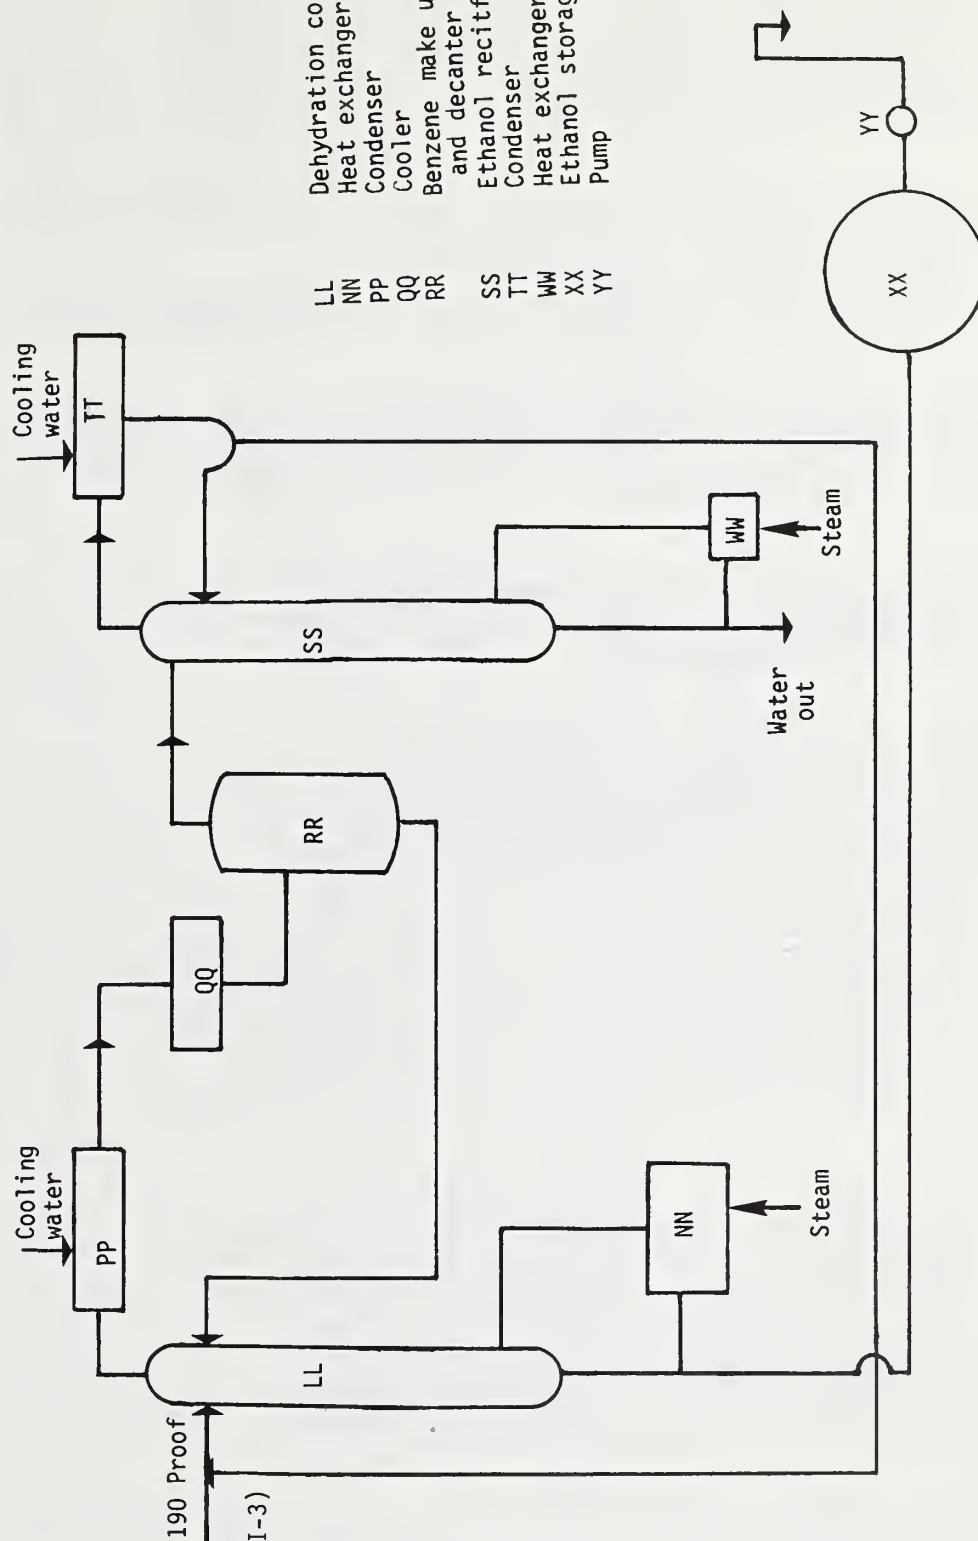 Cooling
water
PP
Cooling
water
TT
QQ
RR
190 Proof
I-3)
LL
SS
NN
Steam
WW
Steam
Water
out
XX
YY
LL Dehydration co
NN Heat exchanger
PP Condenser
QQ Cooler
RR Benzene make u
and decanter
SS Ethanol recitf
TT Condenser
WW Heat exchanger
XX Ethanol storag
YY Pump